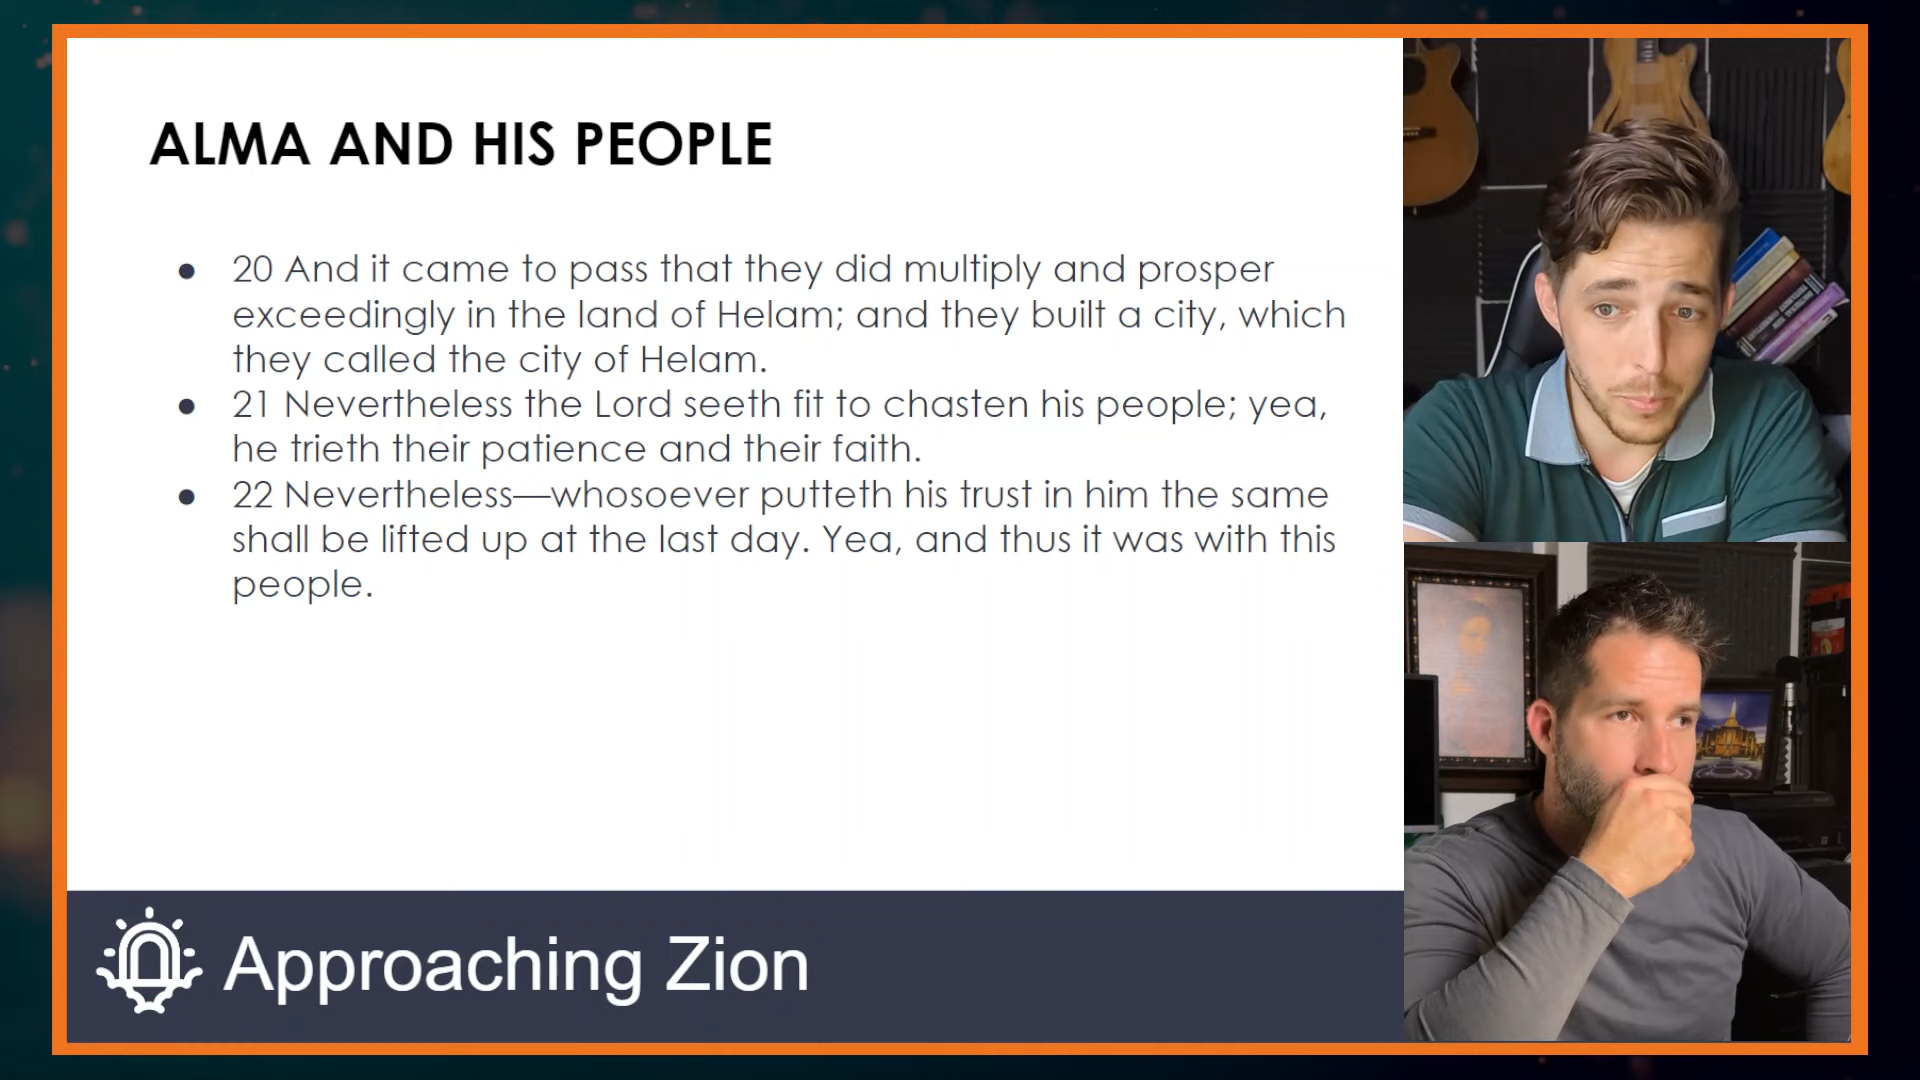 ALMA AND HIS PEOPLE
● 20 And it came to pass that they did multiply and prosper
exceedingly in the land of Helam; and they built a city, which
they called the city of Helam.
● 21 Nevertheless the Lord seeth fit to chasten his people; yea,
he trieth their patience and their faith.
● 22 Nevertheless—whosoever putteth his trust in him the same
shall be lifted up at the last day. Yea, and thus it was with this
people.
Approaching Zion